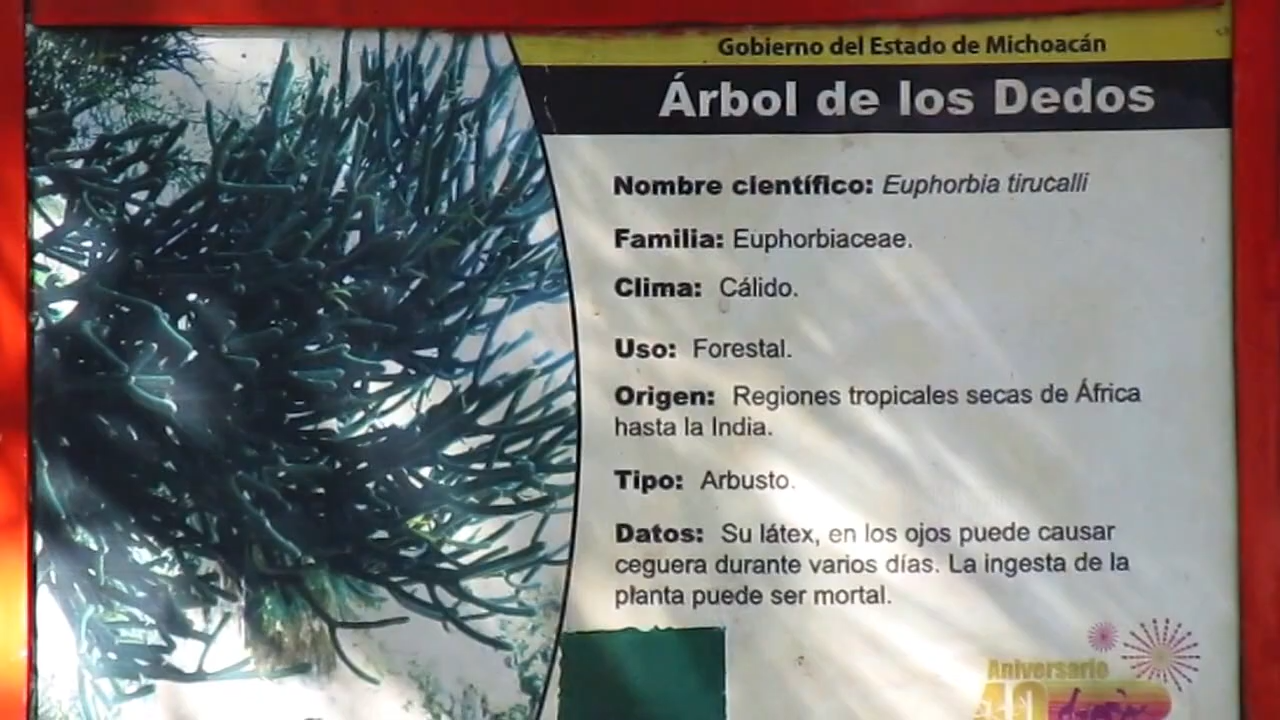 Gobierno del Estado de Michoacán
Árbol de los Dedos
Nombre científico: Euphorbia tirucalli
Familia: Euphorbiaceae.
Clima: Cálido.
Uso: Forestal.
Origen: Regiones tropicales secas de África
hasta la India.
Tipo: Arbusto.
Datos: Su látex, en los ojos puede causar
ceguera durante varios días. La ingesta de la
planta puede ser mortal.
Aniversario